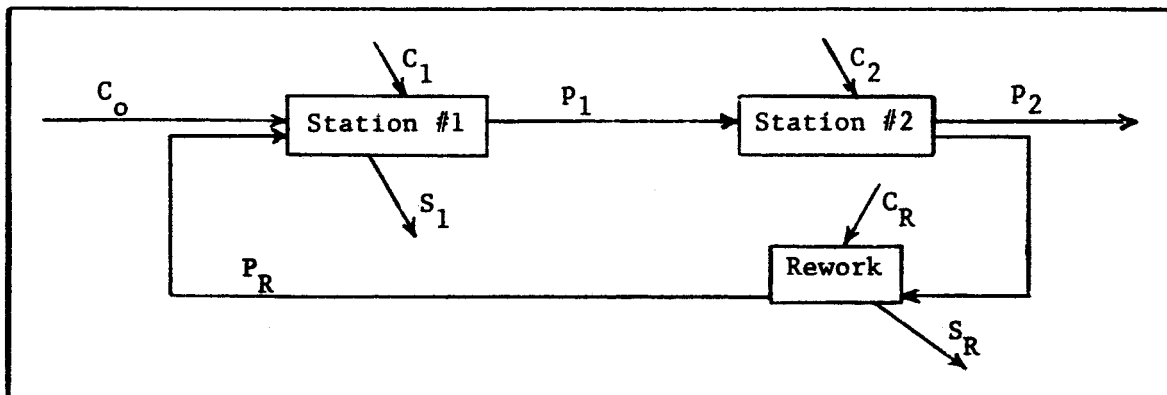 C_1
C_2
C_o
P_1
P_2
Station #1
Station #2
S_1
C_R
P_R
Rework
S_R